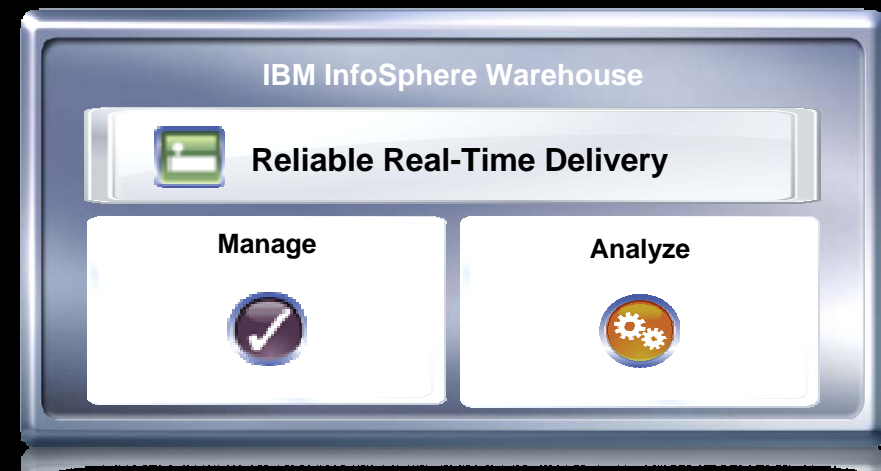 IBM InfoSphere Warehouse
Reliable Real-Time Delivery
Manage
Analyze